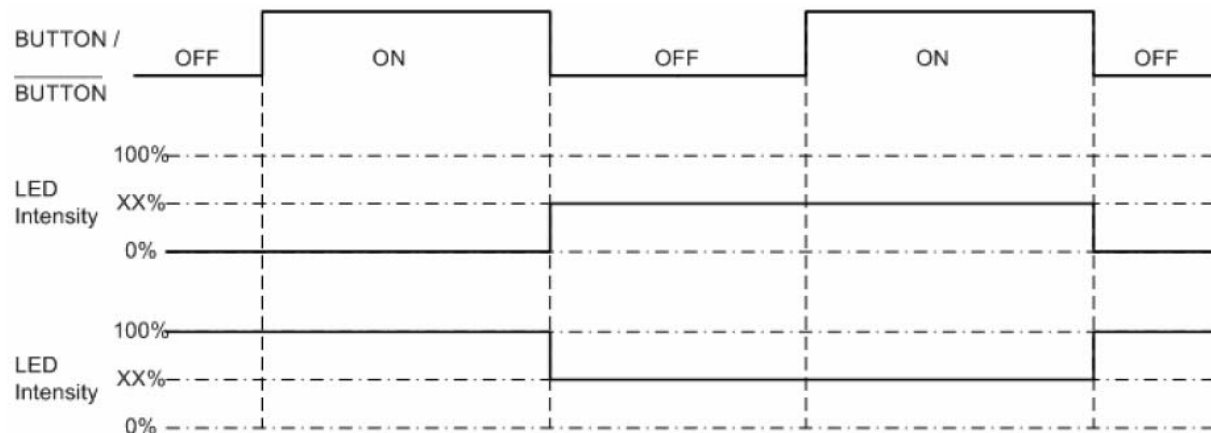 BUTTON /
BUTTON
OFF ON OFF ON OFF
100%
LED
Intensity
XX%
0%
100%
LED
Intensity
XX%
0%